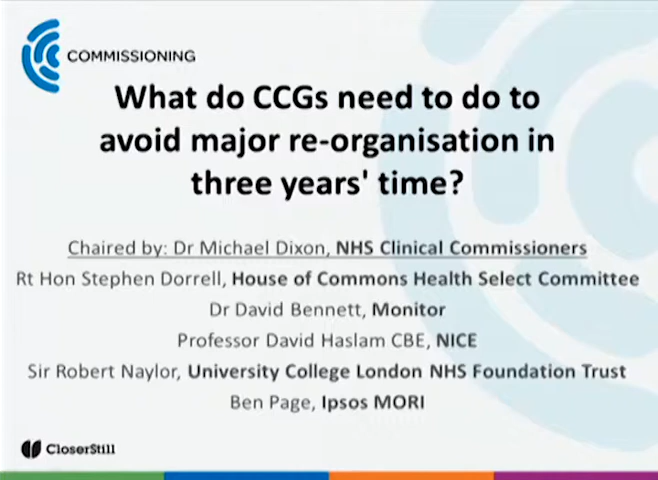 COMMISSIONING
What do CCGs need to do to
avoid major re-organisation in
three years' time?
Chaired by: Dr Michael Dixon, NHS Clinical Commissioners
Rt Hon Stephen Dorrell, House of Commons Health Select Committee
Dr David Bennett, Monitor
Professor David Haslam CBE, NICE
Sir Robert Naylor, University College London NHS Foundation Trust
Ben Page, Ipsos MORI
CloserStill